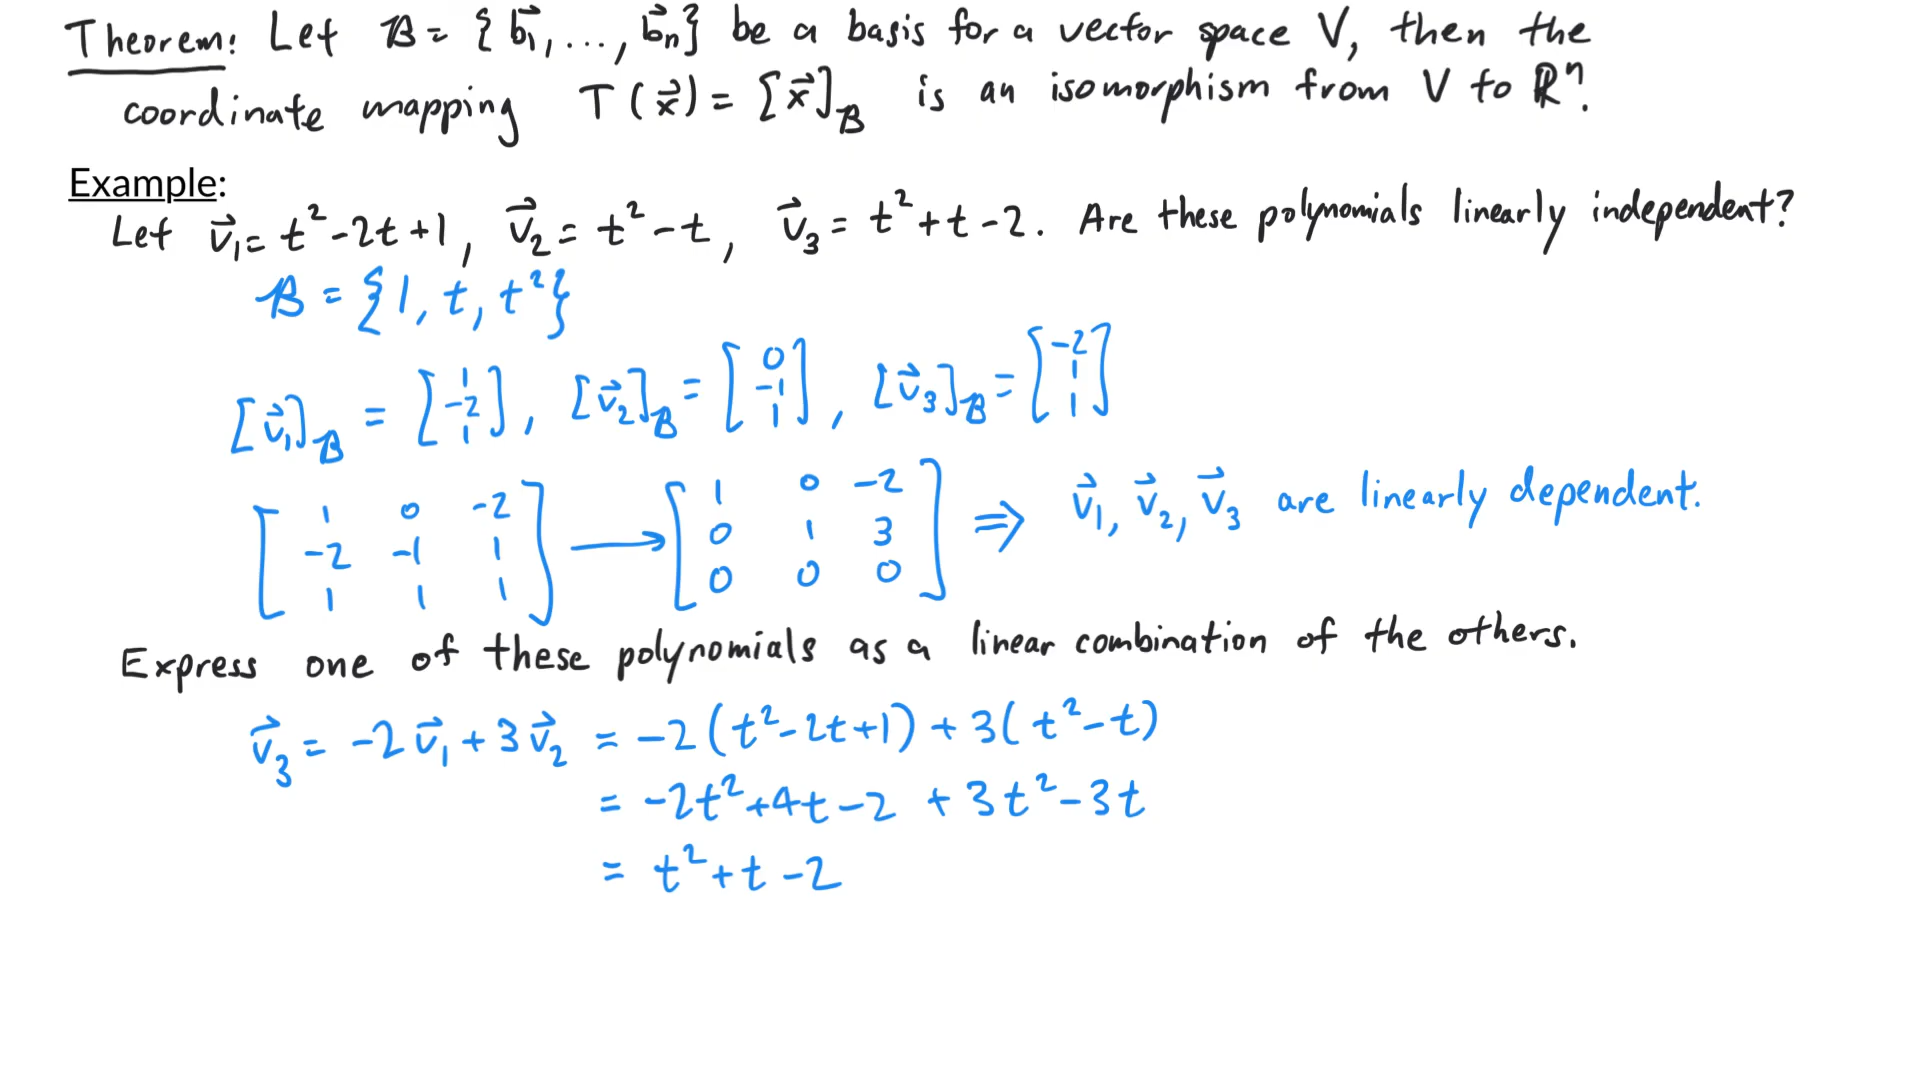 Theorem: Let ℬ = {b⃗₁, ..., b⃗ₙ} be a basis for a vector space V, then the
coordinate mapping T(x⃗) = [x⃗]_ℬ is an isomorphism from V to ℝⁿ.
Example:
Let v⃗₁ = t² - 2t + 1, v⃗₂ = t² - t, v⃗₃ = t² + t - 2. Are these polynomials linearly independent?
ℬ = {1, t, t²}
[v⃗₁]_ℬ = [1 -2 1], [v⃗₂]_ℬ = [0 -1 1], [v⃗₃]_ℬ = [-2 1 1]
[1 0 -2; -2 -1 1; 1 1 1] → [1 0 -2; 0 1 3; 0 0 0] ⇒ v⃗₁, v⃗₂, v⃗₃ are linearly dependent.
Express one of these polynomials as a linear combination of the others.
v⃗₃ = -2v⃗₁ + 3v⃗₂ = -2(t² - 2t + 1) + 3(t² - t)
= -2t² + 4t - 2 + 3t² - 3t
= t² + t - 2